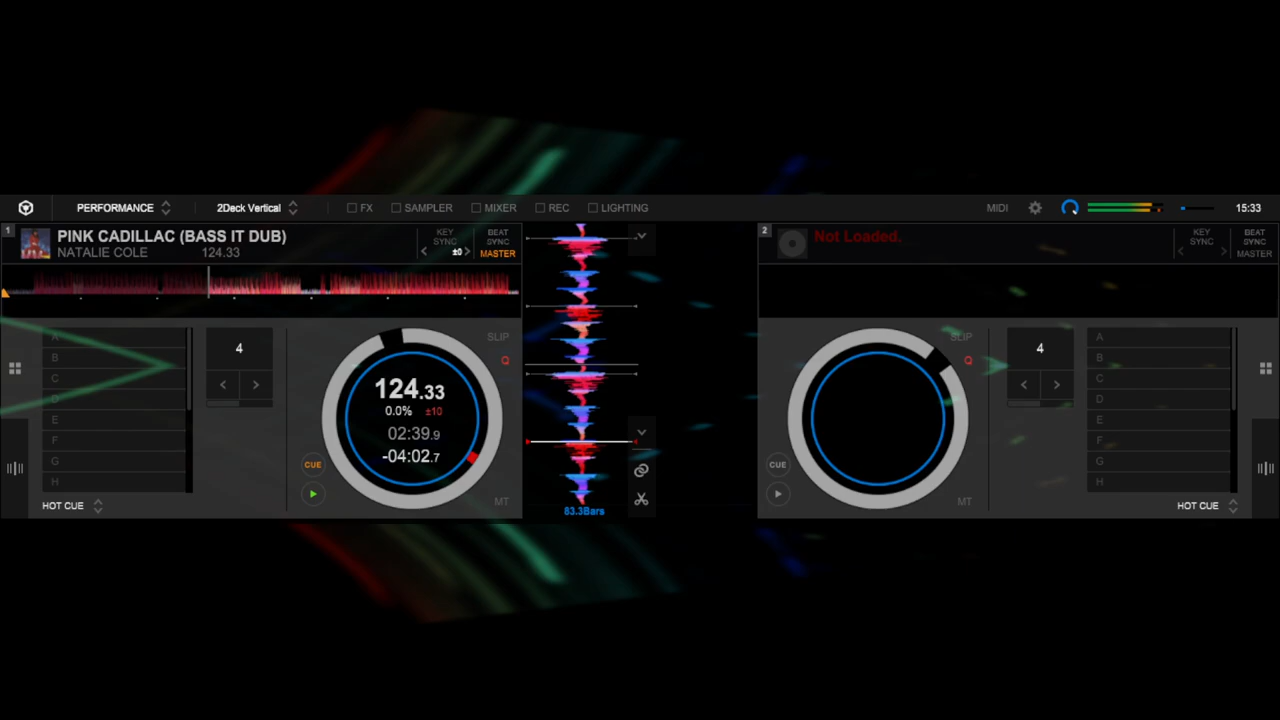 PERFORMANCE 2Deck Vertical FX SAMPLER MIXER REC LIGHTING MIDI 15:33
1 PINK CADILLAC (BASS IT DUB)
NATALIE COLE 124.33
KEY SYNC
±0
BEAT SYNC
MASTER
A
B
C
D
E
F
G
H
HOT CUE
4
SLIP
Q
124.33
0.0% ±10
02:39.9
-04:02.7
CUE
MT
83.3Bars
2 Not Loaded.
KEY SYNC
BEAT SYNC
MASTER
SLIP
Q
CUE
MT
4
A
B
C
D
E
F
G
H
HOT CUE